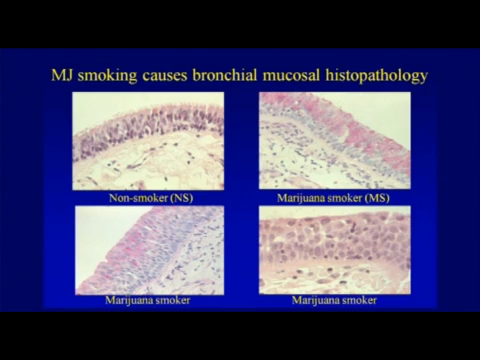 MJ smoking causes bronchial mucosal histopathology
Non-smoker (NS)
Marijuana smoker (MS)
Marijuana smoker
Marijuana smoker